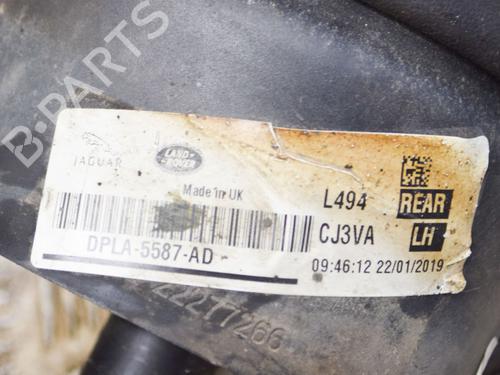 B-PARTS
JAGUAR
LAND-
ROVER
Made in UK
L494
REAR
CJ3VA
LH
DPLA-5587-AD
09:46:12 22/01/2019
22277266